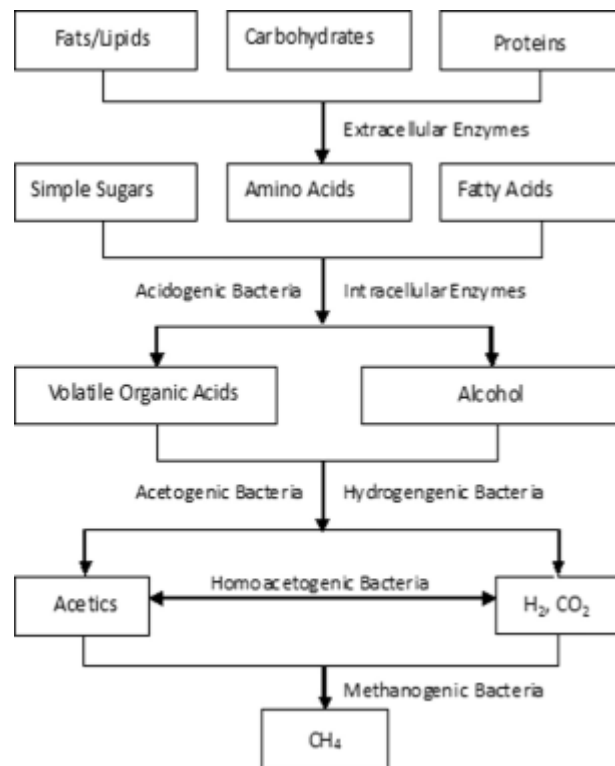 Fats/Lipids
Carbohydrates
Proteins
Extracellular Enzymes
Simple Sugars
Amino Acids
Fatty Acids
Acidogenic Bacteria
Intracellular Enzymes
Volatile Organic Acids
Alcohol
Acetogenic Bacteria
Hydrogengenic Bacteria
Homoacetogenic Bacteria
Acetics
H₂, CO₂
Methanogenic Bacteria
CH₄